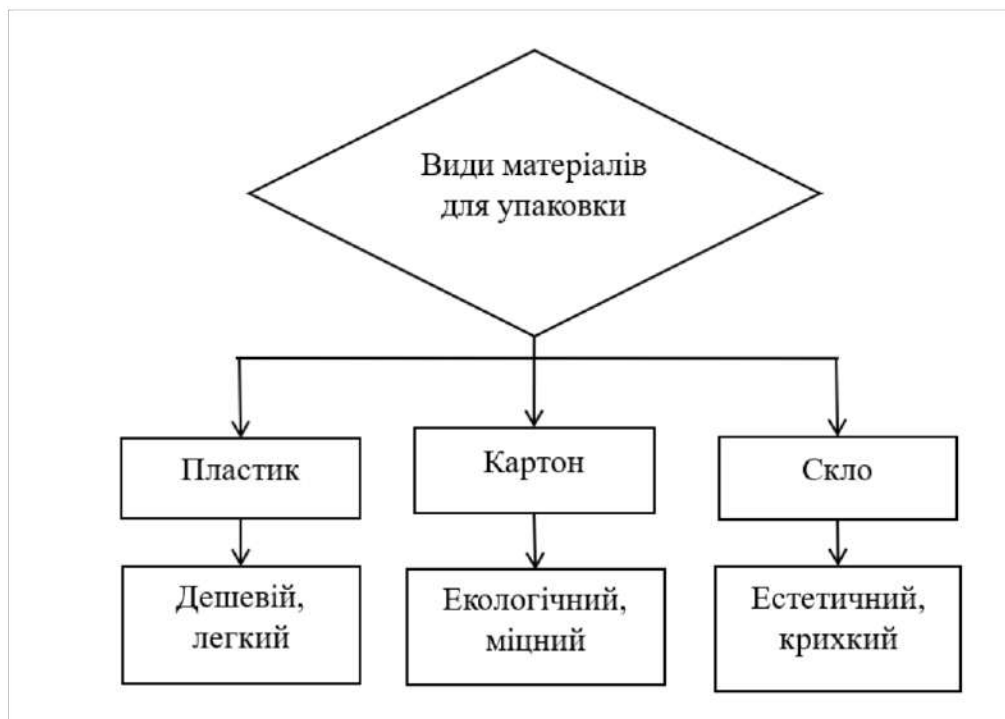 Види матеріалів
для упаковки
Пластик
Картон
Скло
Дешевій,
легкий
Екологічний,
міцний
Естетичний,
крихкий